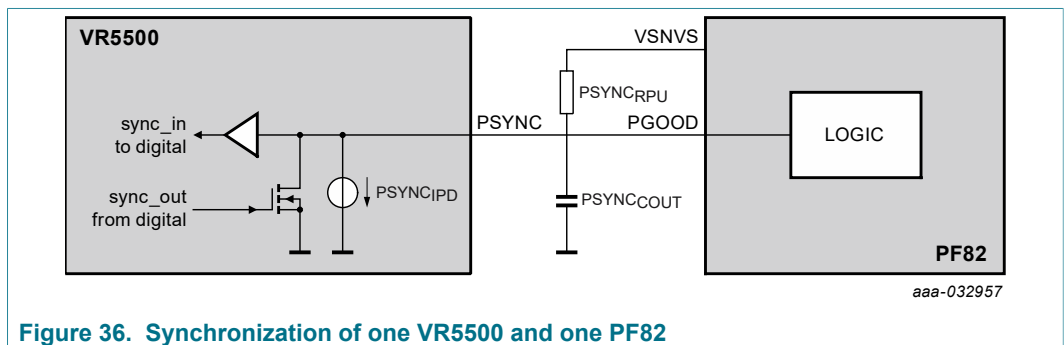 VR5500
VSNVS
PSYNCRPU
sync_in
to digital
PSYNC
PGOOD
LOGIC
sync_out
from digital
PSYNCIPD
PSYNCCOUT
PF82
aaa-032957
Figure 36. Synchronization of one VR5500 and one PF82